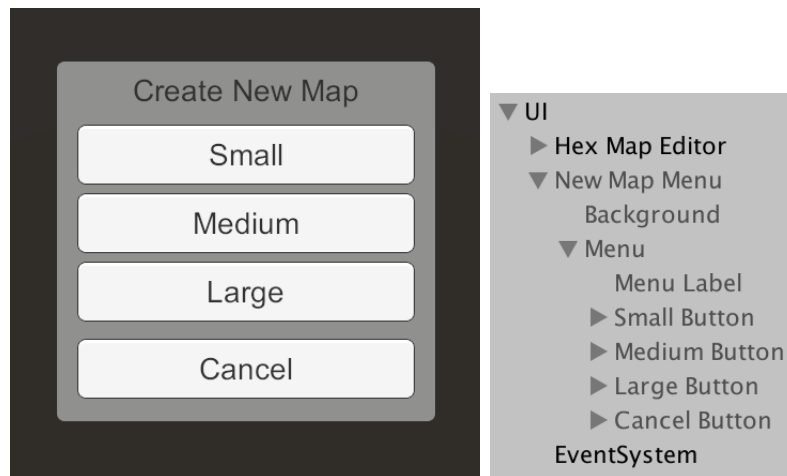 Create New Map
Small
Medium
Large
Cancel
UI
Hex Map Editor
New Map Menu
Background
Menu
Menu Label
Small Button
Medium Button
Large Button
Cancel Button
EventSystem